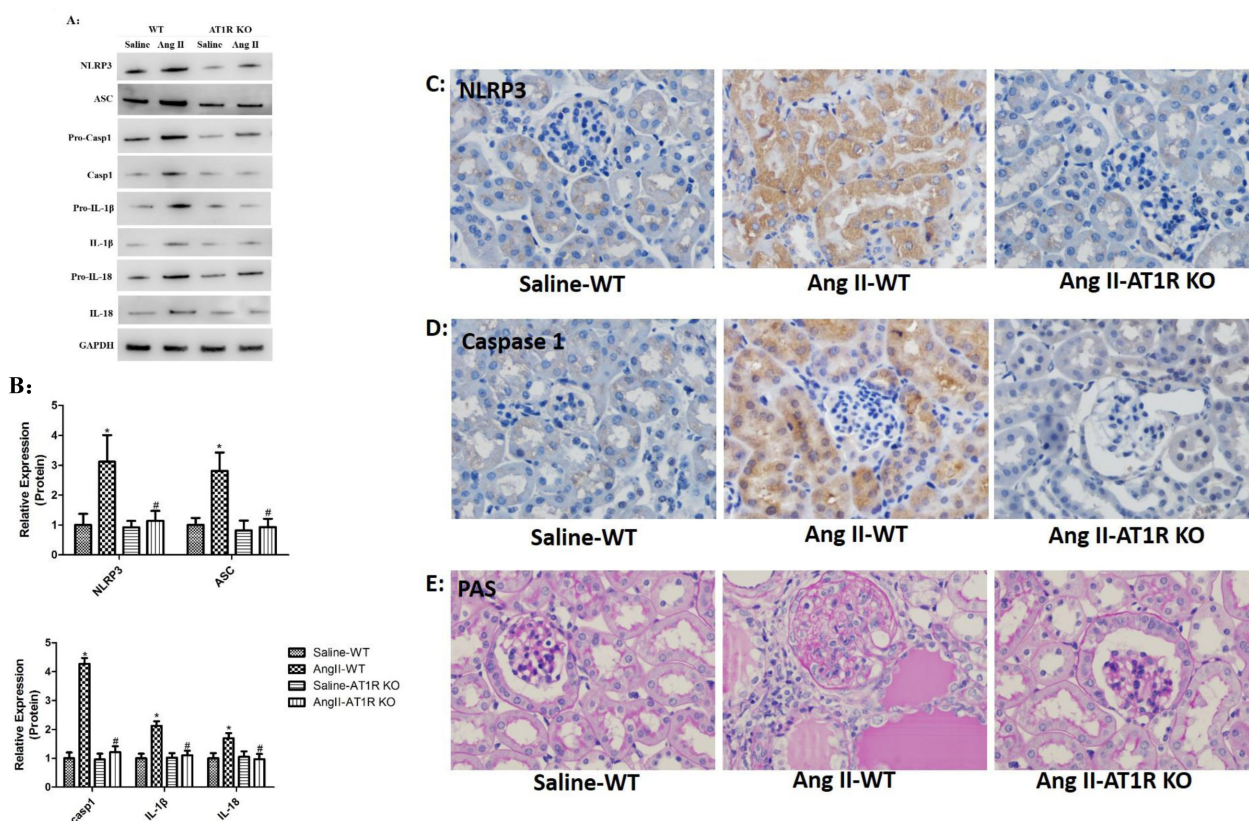 A:
WT AT1R KO
Saline Ang II Saline Ang II
NLRP3
ASC
Pro-Casp1
Casp1
Pro-IL-1β
IL-1β
Pro-IL-18
IL-18
GAPDH
B:
Relative Expression
(Protein)
5
4
3
2
1
0
* * # #
NLRP3 ASC
Relative Expression
(Protein)
5
4
3
2
1
0
* # * # * #
casp1 IL-1β IL-18
Saline-WT
AngII-WT
Saline-AT1R KO
AngII-AT1R KO
C: NLRP3
Saline-WT Ang II-WT Ang II-AT1R KO
D: Caspase 1
Saline-WT Ang II-WT Ang II-AT1R KO
E: PAS
Saline-WT Ang II-WT Ang II-AT1R KO